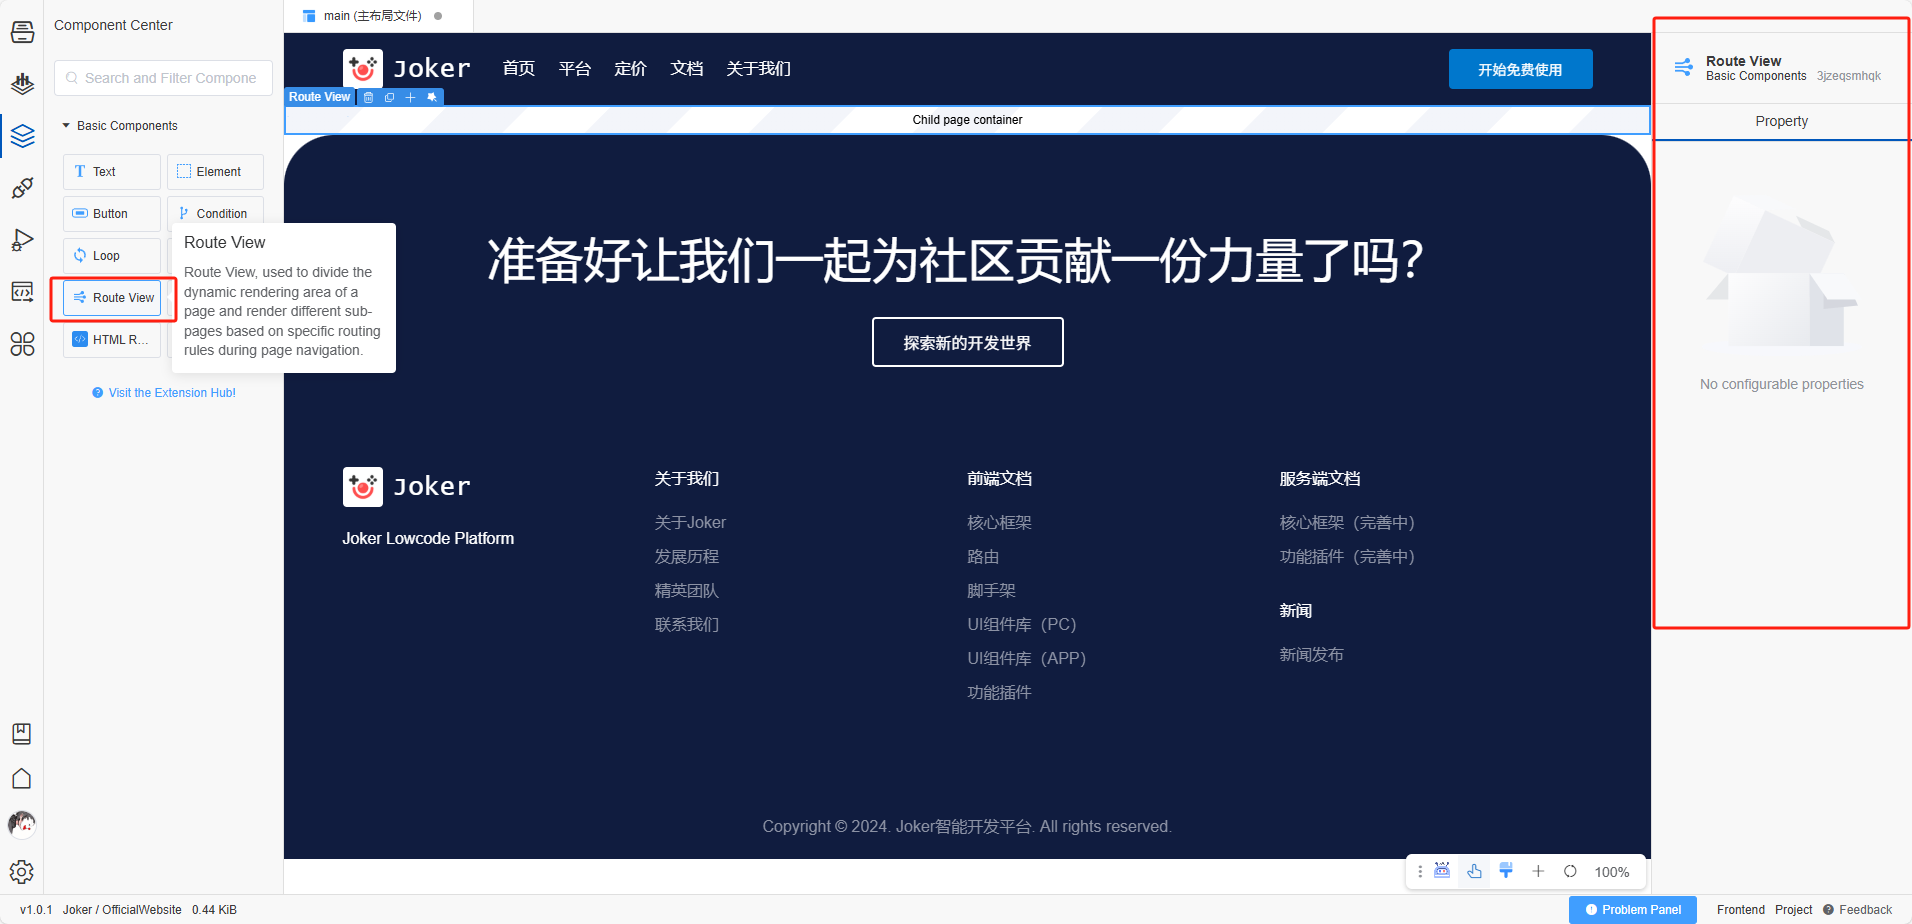 Component Center
main (主布局文件)
Search and Filter Compone
Basic Components
Text
Element
Button
Condition
Loop
Route View
HTML R...
Route View
Route View, used to divide the
dynamic rendering area of a
page and render different sub-
pages based on specific routing
rules during page navigation.
Visit the Extension Hub!
Joker
首页
平台
定价
文档
关于我们
开始免费使用
Route View
Child page container
准备好让我们一起为社区贡献一份力量了吗?
探索新的开发世界
Joker
Joker Lowcode Platform
关于我们
关于Joker
发展历程
精英团队
联系我们
前端文档
核心框架
路由
脚手架
UI组件库（PC）
UI组件库（APP）
功能插件
服务端文档
核心框架（完善中）
功能插件（完善中）
新闻
新闻发布
Copyright © 2024. Joker智能开发平台. All rights reserved.
100%
Route View
Basic Components 3jzeqsmhqk
Property
No configurable properties
v1.0.1 Joker / OfficialWebsite 0.44 KiB
Problem Panel
Frontend Project Feedback